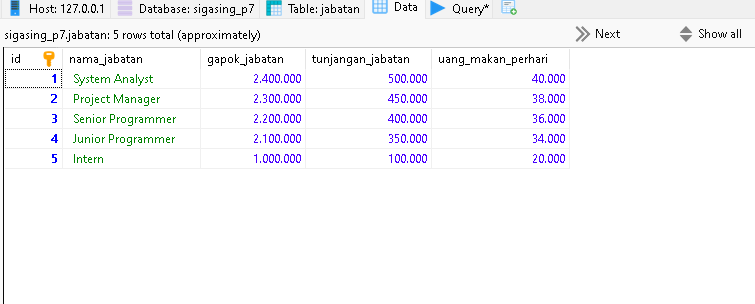 Host: 127.0.0.1 Database: sigasing_p7 Table: jabatan Data Query*
sigasing_p7.jabatan: 5 rows total (approximately) Next Show all
id nama_jabatan gapok_jabatan tunjangan_jabatan uang_makan_perhari
1 System Analyst 2.400.000 500.000 40.000
2 Project Manager 2.300.000 450.000 38.000
3 Senior Programmer 2.200.000 400.000 36.000
4 Junior Programmer 2.100.000 350.000 34.000
5 Intern 1.000.000 100.000 20.000